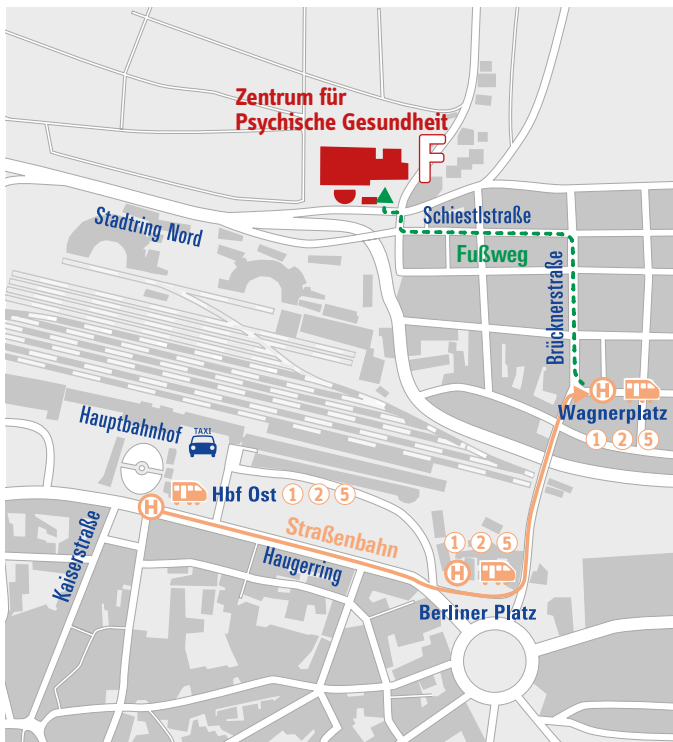 Zentrum für
Psychische Gesundheit
F
Stadtring Nord
Schiestlstraße
Fußweg
Brücknerstraße
Hauptbahnhof
TAXI
H
Wagnerplatz
1 2 5
Hbf Ost 1 2 5
H
Straßenbahn
Kaiserstraße
Haugerring
1 2 5
H
Berliner Platz